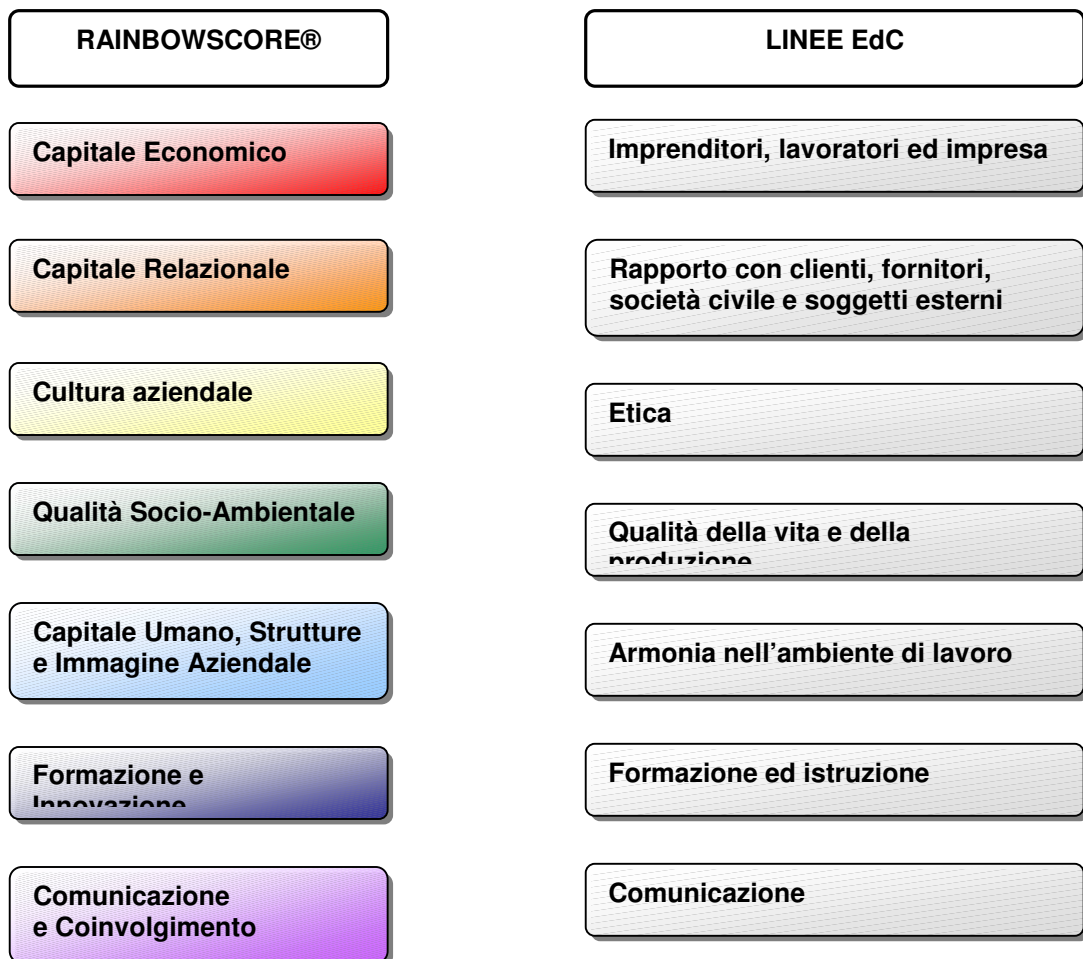 RAINBOWSCORE®
LINEE EdC
Capitale Economico
Imprenditori, lavoratori ed impresa
Capitale Relazionale
Rapporto con clienti, fornitori,
società civile e soggetti esterni
Cultura aziendale
Etica
Qualità Socio-Ambientale
Qualità della vita e della
produzione
Capitale Umano, Strutture
e Immagine Aziendale
Armonia nell'ambiente di lavoro
Formazione e
Innovazione
Formazione ed istruzione
Comunicazione
e Coinvolgimento
Comunicazione